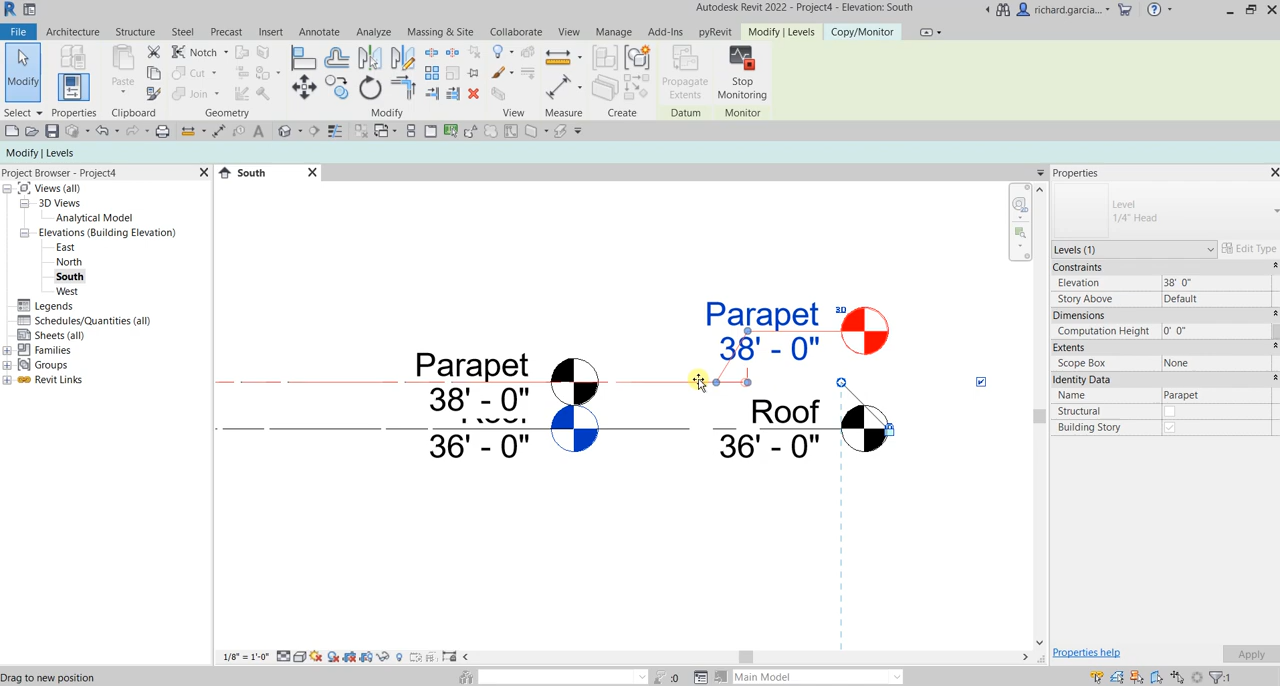 Autodesk Revit 2022 - Project4 - Elevation: South
richard.garcia...
File Architecture Structure Steel Precast Insert Annotate Analyze Massing & Site Collaborate View Manage Add-Ins pyRevit Modify | Levels Copy/Monitor
Modify
Paste
Notch
Cut
Join
Propagate Extents
Stop Monitoring
Select Properties Clipboard Geometry Modify View Measure Create Datum Monitor
Modify | Levels
Project Browser - Project4
South
Properties
Views (all)
3D Views
Analytical Model
Elevations (Building Elevation)
East
North
South
West
Legends
Schedules/Quantities (all)
Sheets (all)
Families
Groups
Revit Links
Parapet
38' - 0"
3D
Parapet
38' - 0"
Roof
36' - 0"
Roof
36' - 0"
Level
1/4" Head
Levels (1)
Edit Type
Constraints
Elevation 38' 0"
Story Above Default
Dimensions
Computation Height 0' 0"
Extents
Scope Box None
Identity Data
Name Parapet
Structural
Building Story
Properties help
Apply
1/8" = 1'-0"
Drag to new position
:0
Main Model
:1